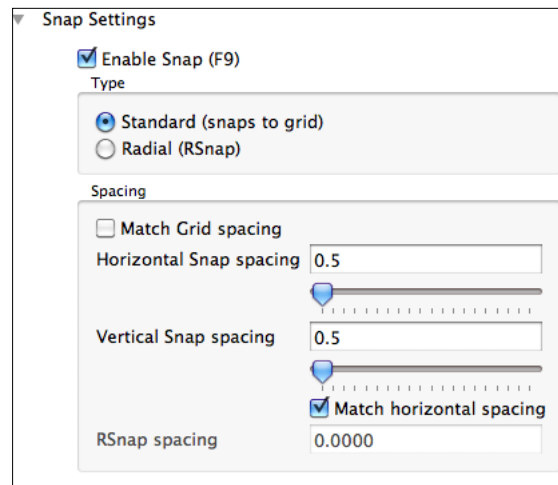 Snap Settings
Enable Snap (F9)
Type
Standard (snaps to grid)
Radial (RSnap)
Spacing
Match Grid spacing
Horizontal Snap spacing 0.5
Vertical Snap spacing 0.5
Match horizontal spacing
RSnap spacing 0.0000